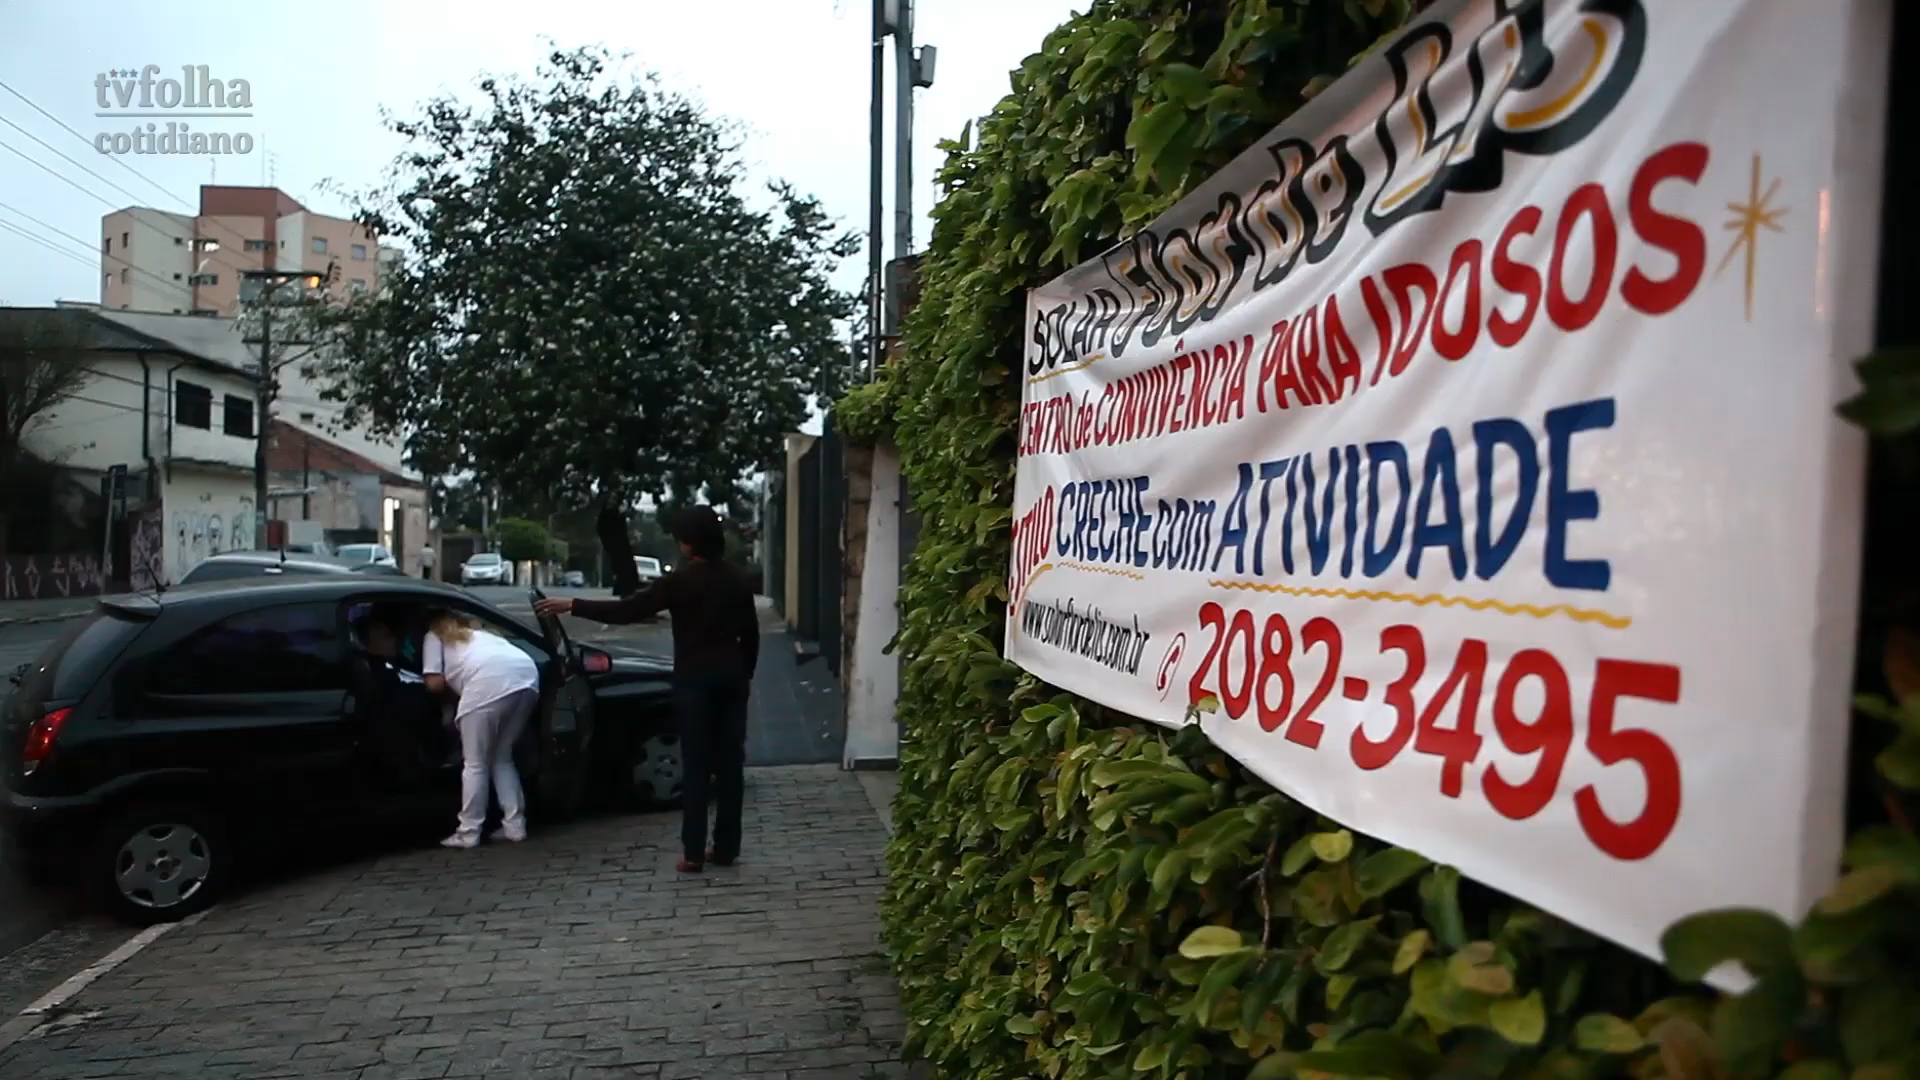 tvfolha
cotidiano
SOLAR Flor de Lis
CENTRO de CONVIVÊNCIA PARA IDOSOS
ESTILO CRECHE com ATIVIDADE
www.solarflordelis.com.br 2082-3495